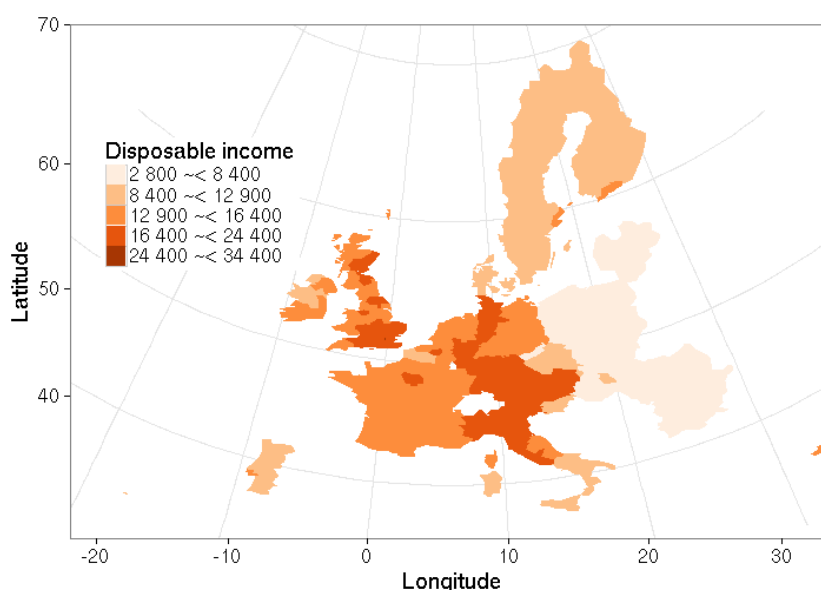 70
60
50
40
Latitude
Disposable income
2 800 ~< 8 400
8 400 ~< 12 900
12 900 ~< 16 400
16 400 ~< 24 400
24 400 ~< 34 400
-20 -10 0 10 20 30
Longitude